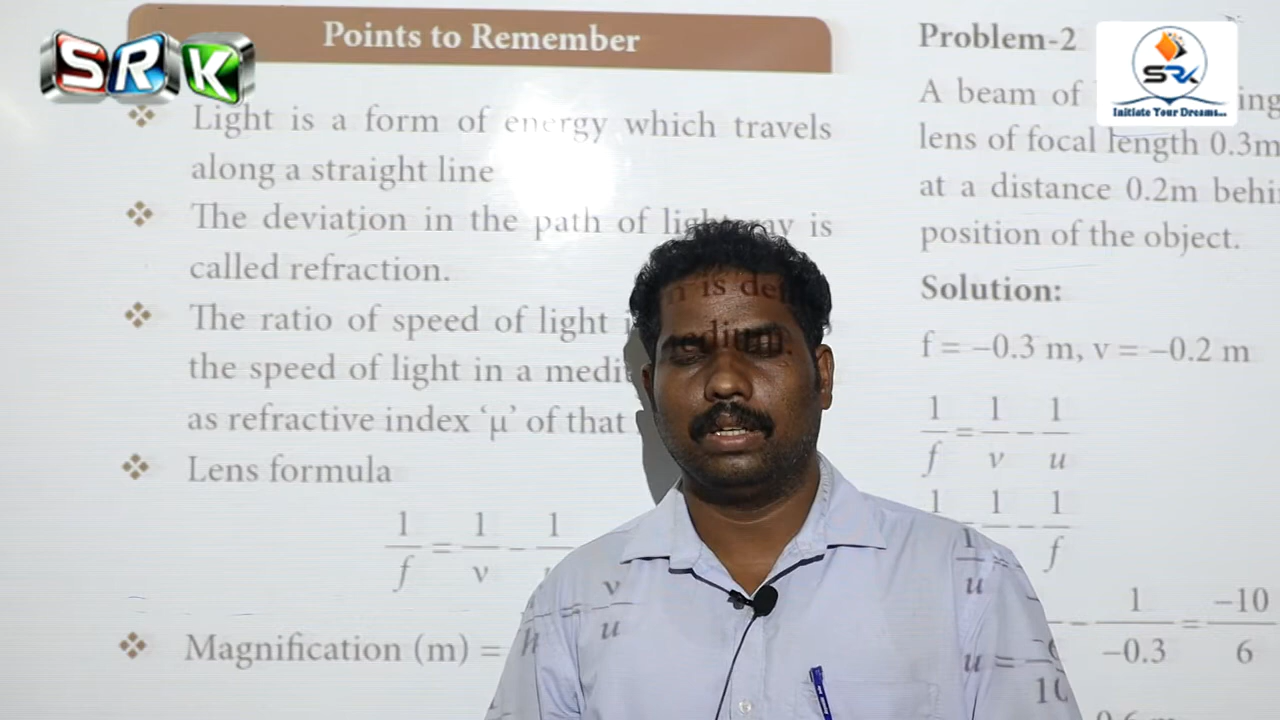 SRK
Points to Remember
Light is a form of energy which travels
along a straight line
The deviation in the path of light ray is
called refraction.
The ratio of speed of light
the speed of light in a
as refractive index ‘μ’ of that
is
Lens formula
1/f = 1/v - 1
Magnification (m) =
v/u
Problem-2
A beam of
lens of focal length 0.3m
at a distance 0.2m
position of the object.
Solution:
f = −0.3 m, v = −0.2 m
1/f = 1/v - 1/u
1 1 - 1/f
1/u =
- 1/−0.3 = −10/6
u = −
SRK
Initiate Your Dreams...